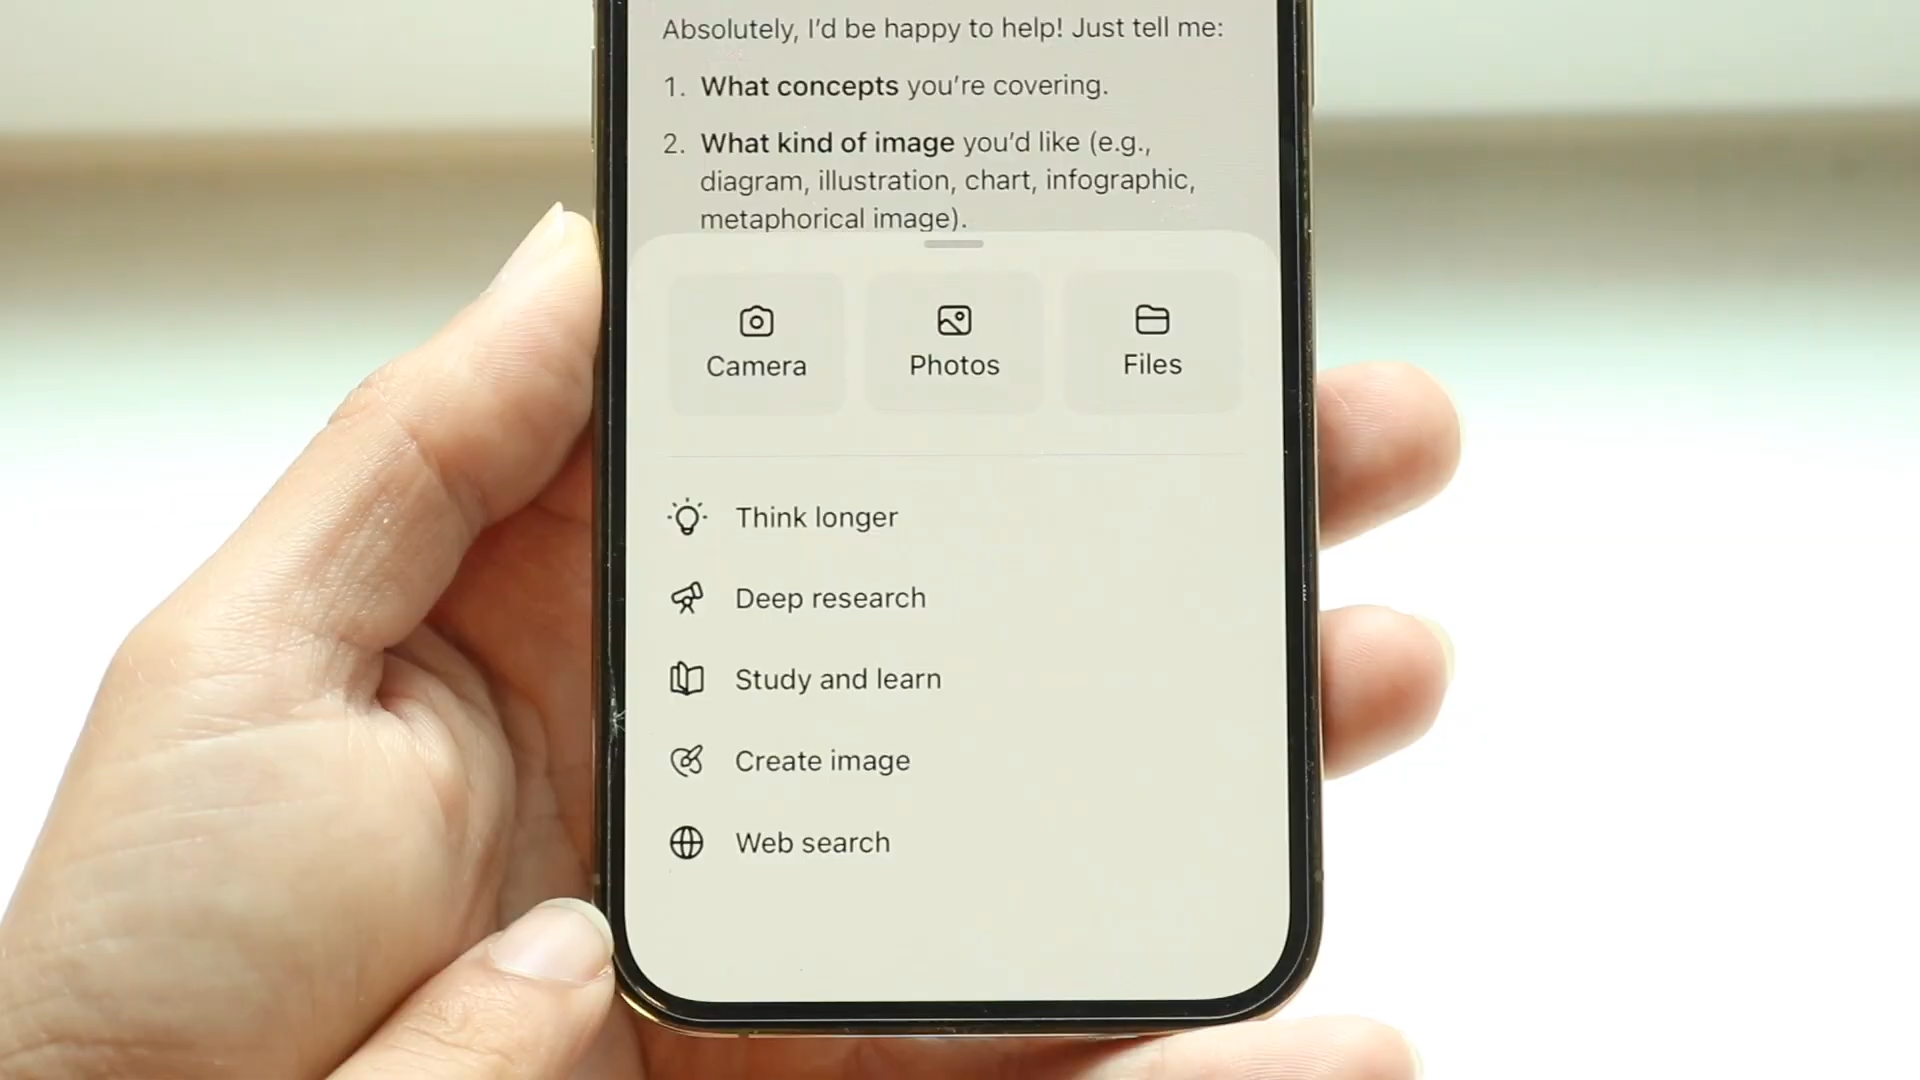 Absolutely, I'd be happy to help! Just tell me:
1. What concepts you're covering.
2. What kind of image you'd like (e.g.,
diagram, illustration, chart, infographic,
metaphorical image).
Camera
Photos
Files
Think longer
Deep research
Study and learn
Create image
Web search